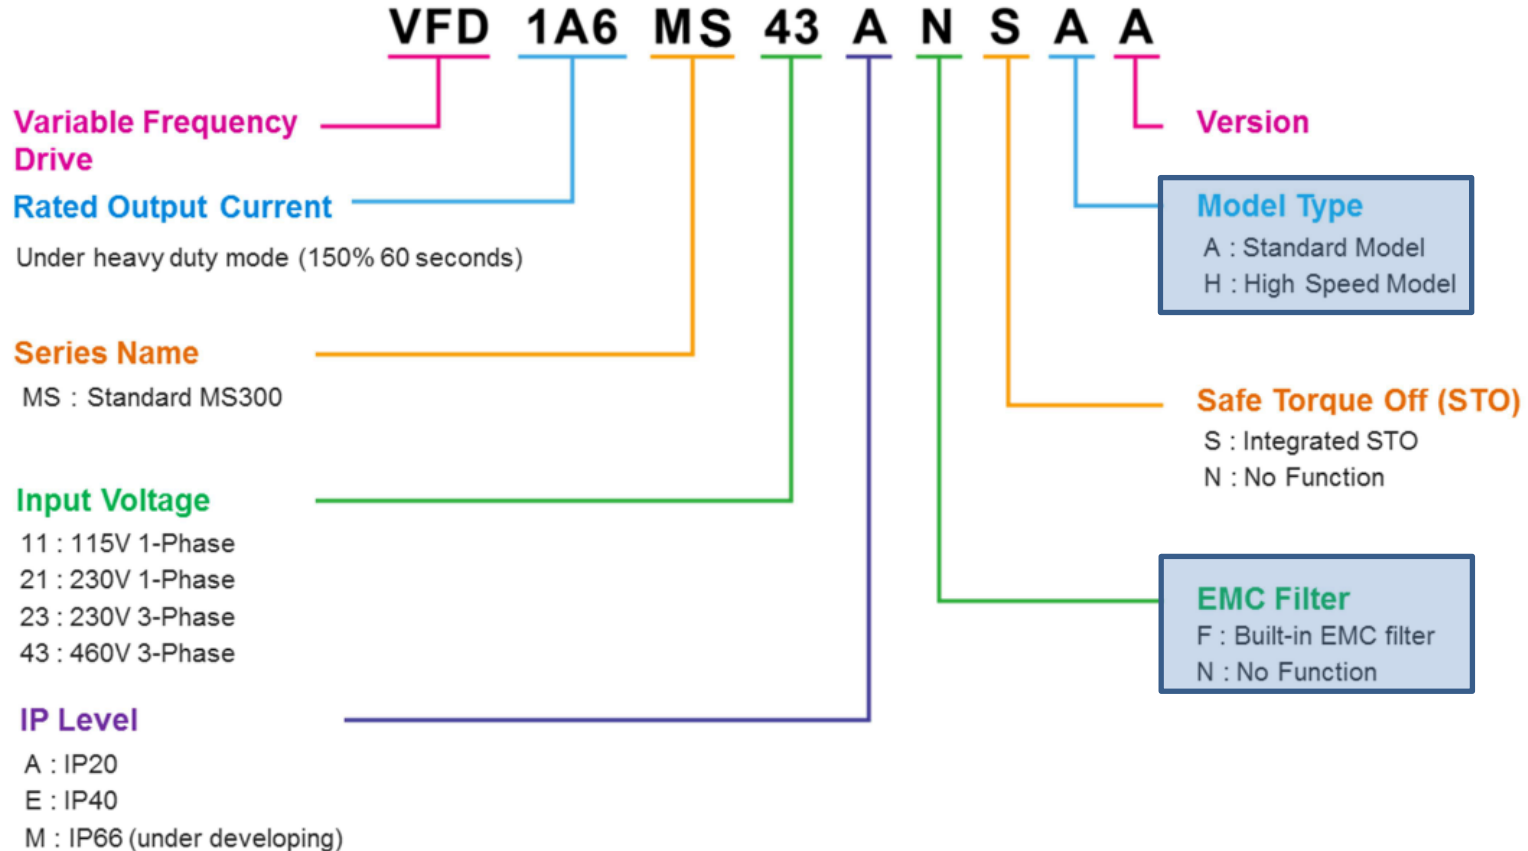 VFD 1A6 MS 43 A N S A A
Variable Frequency
Drive
Rated Output Current
Under heavy duty mode (150% 60 seconds)
Series Name
MS : Standard MS300
Input Voltage
11 : 115V 1-Phase
21 : 230V 1-Phase
23 : 230V 3-Phase
43 : 460V 3-Phase
IP Level
A : IP20
E : IP40
M : IP66 (under developing)
Version
Model Type
A : Standard Model
H : High Speed Model
Safe Torque Off (STO)
S : Integrated STO
N : No Function
EMC Filter
F : Built-in EMC filter
N : No Function